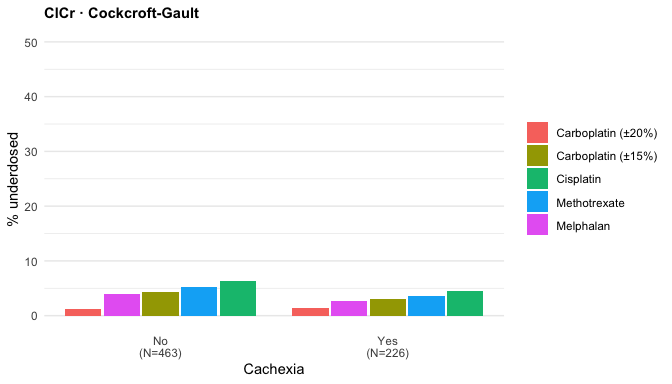 ClCr · Cockcroft-Gault
% underdosed
50
40
30
20
10
0
No
(N=463)
Yes
(N=226)
Cachexia
Carboplatin (±20%)
Carboplatin (±15%)
Cisplatin
Methotrexate
Melphalan